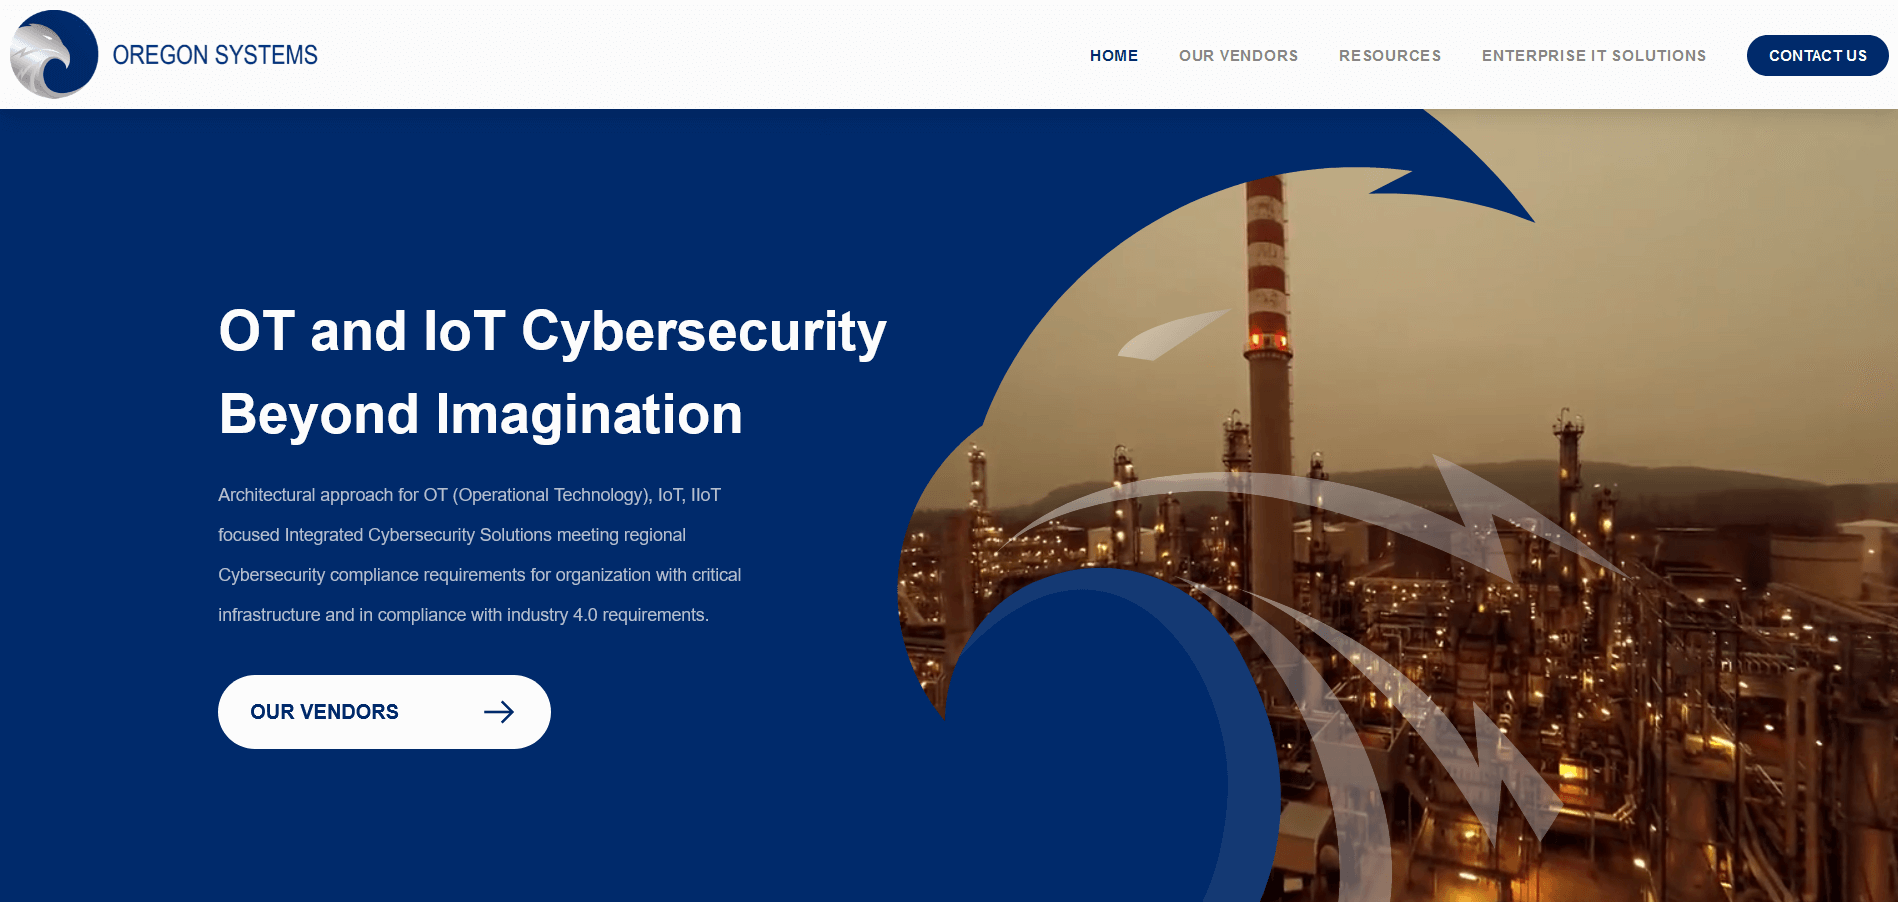 OREGON SYSTEMS
HOME
OUR VENDORS
RESOURCES
ENTERPRISE IT SOLUTIONS
CONTACT US
OT and IoT Cybersecurity
Beyond Imagination
Architectural approach for OT (Operational Technology), IoT, IIoT
focused Integrated Cybersecurity Solutions meeting regional
Cybersecurity compliance requirements for organization with critical
infrastructure and in compliance with industry 4.0 requirements.
OUR VENDORS